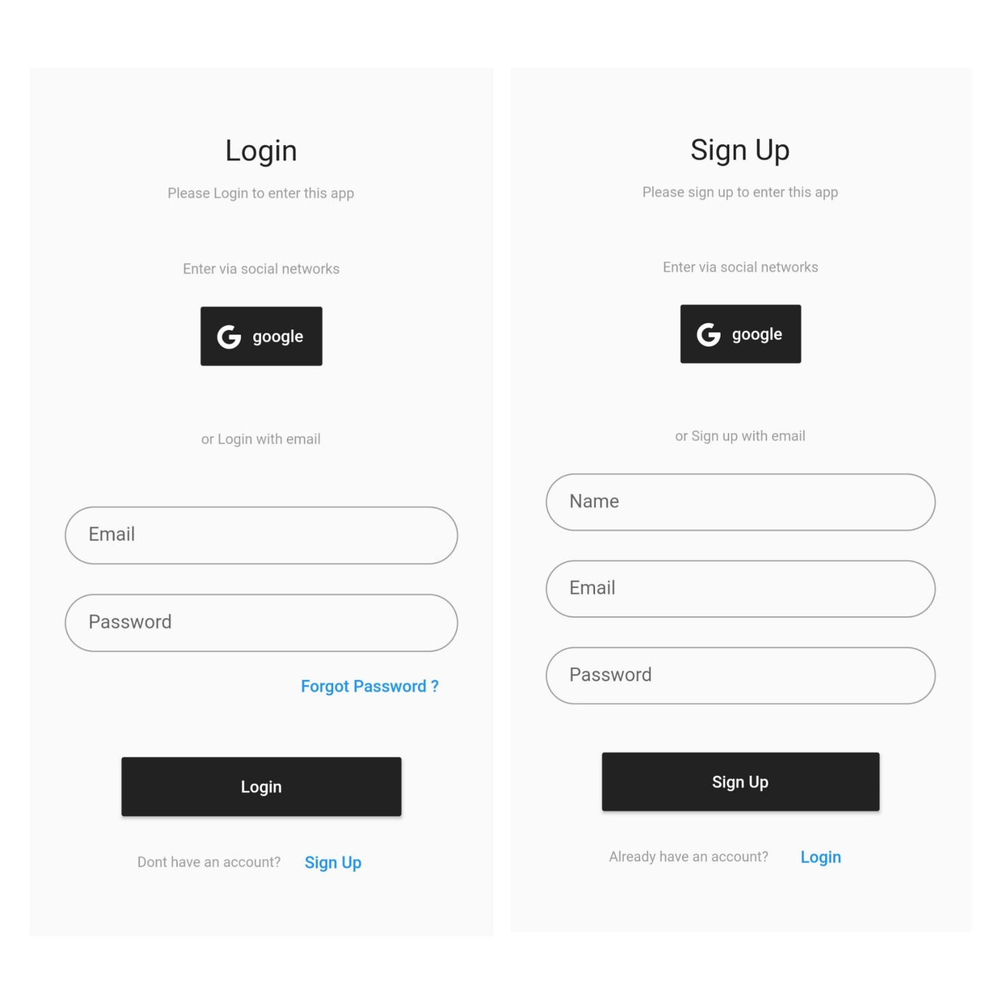 Login
Please Login to enter this app
Enter via social networks
google
or Login with email
Email
Password
Forgot Password ?
Login
Dont have an account? Sign Up
Sign Up
Please sign up to enter this app
Enter via social networks
google
or Sign up with email
Name
Email
Password
Sign Up
Already have an account? Login